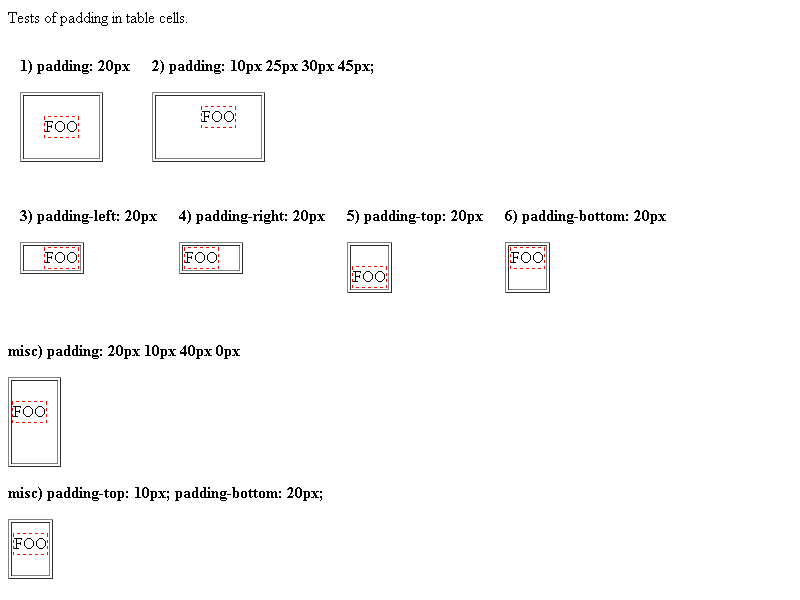 Tests of padding in table cells.
1) padding: 20px 2) padding: 10px 25px 30px 45px;
FOO FOO
3) padding-left: 20px 4) padding-right: 20px 5) padding-top: 20px 6) padding-bottom: 20px
FOO FOO FOO FOO
misc) padding: 20px 10px 40px 0px
FOO
misc) padding-top: 10px; padding-bottom: 20px;
FOO